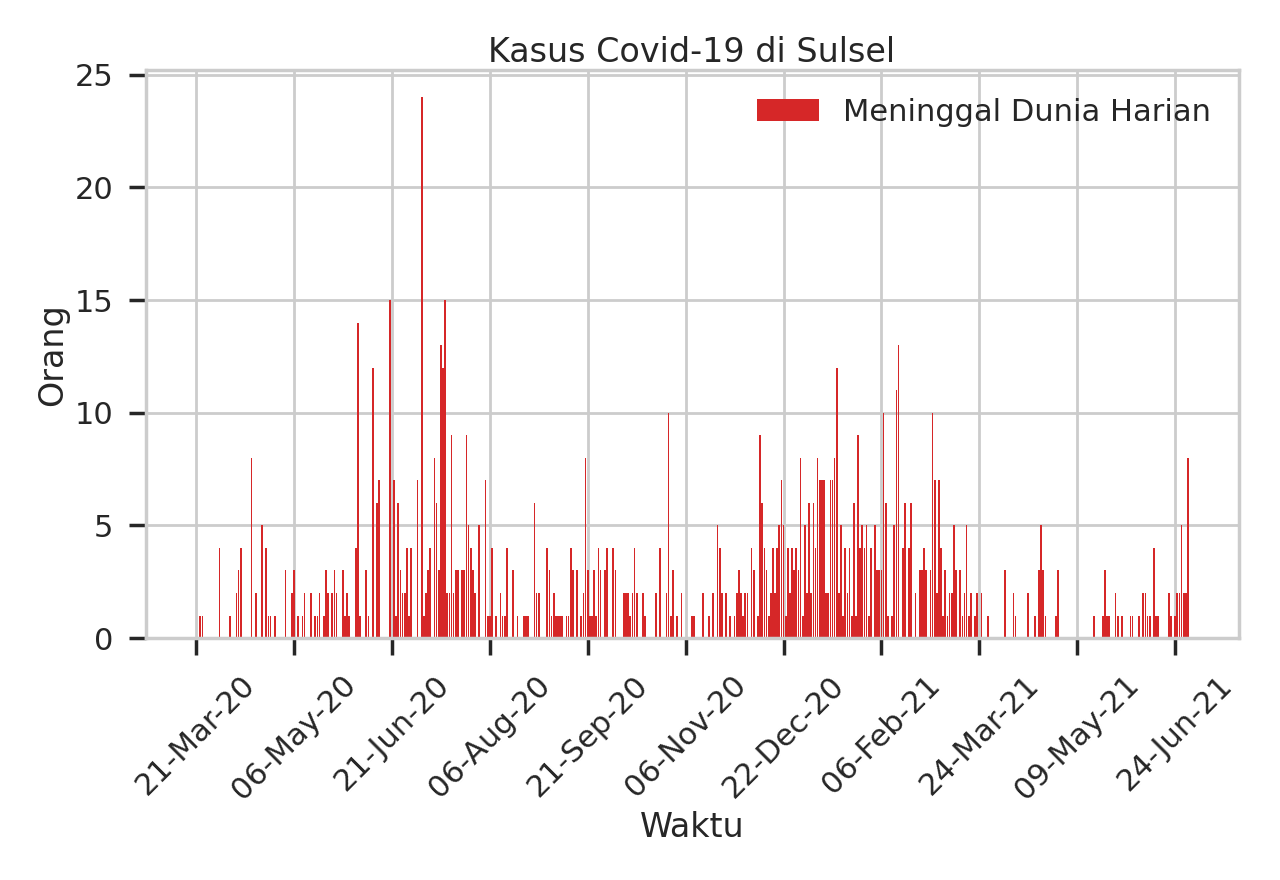 Kasus Covid-19 di Sulsel
Meninggal Dunia Harian
Orang
25
20
15
10
5
0
21-Mar-20
06-May-20
21-Jun-20
06-Aug-20
21-Sep-20
06-Nov-20
22-Dec-20
06-Feb-21
24-Mar-21
09-May-21
24-Jun-21
Waktu